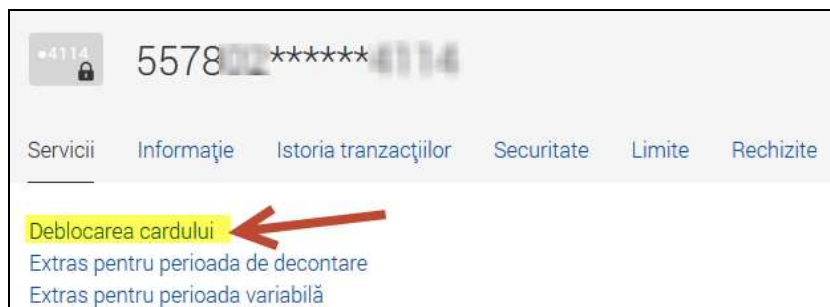 •4114
5578 ******
Servicii Informaţie Istoria tranzacţiilor Securitate Limite Rechizite
Deblocarea cardului
Extras pentru perioada de decontare
Extras pentru perioada variabilă